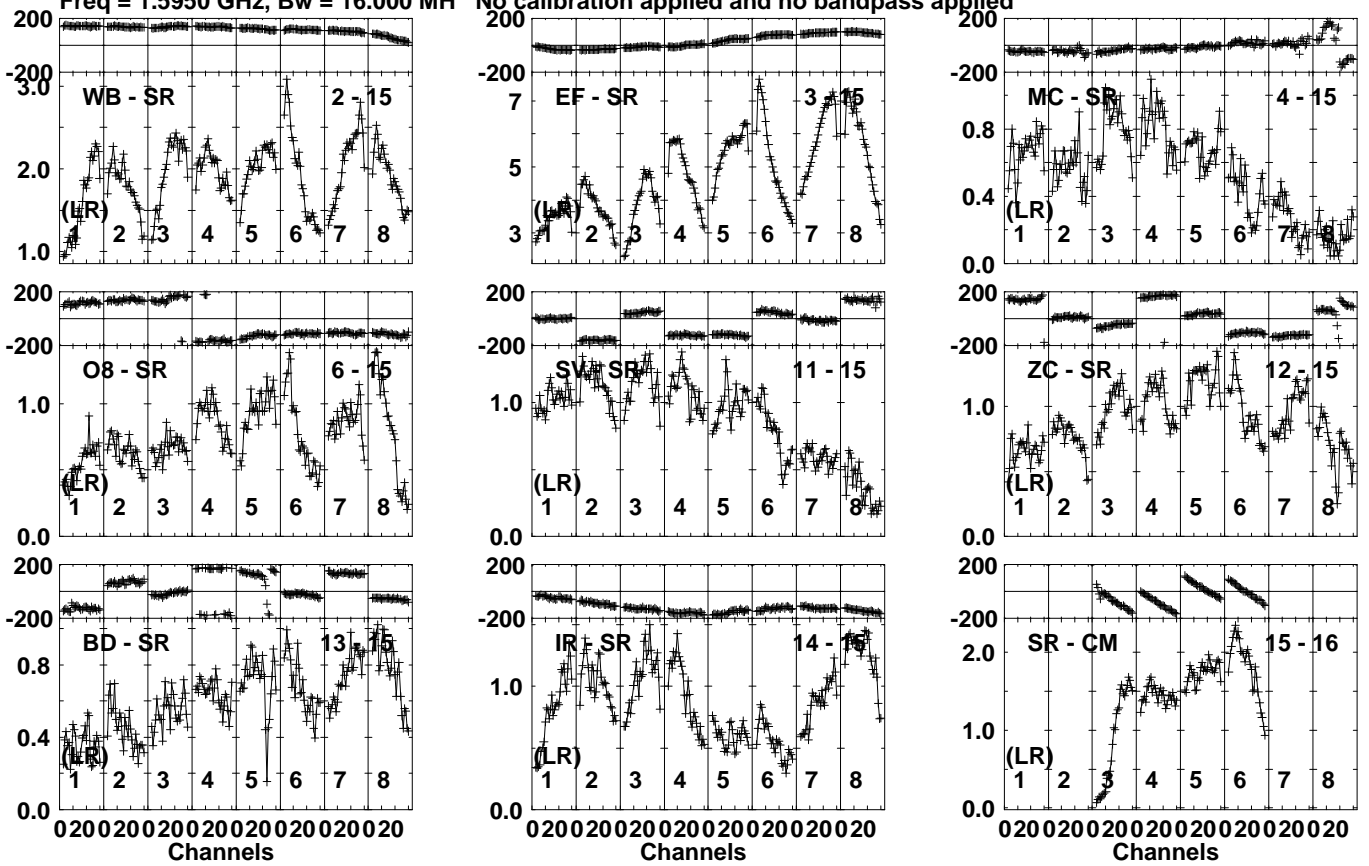 Freq = 1.5950 GHz, Bw = 16.000 MH No calibration applied and no bandpass applied
200
-200
3.0
2.0
1.0
WB - SR 2 - 15
(LR)
1 2 3 4 5 6 7 8
200
-200
7
5
3
EF - SR 3 - 15
(LR)
1 2 3 4 5 6 7 8
200
-200
0.8
0.4
0.0
MC - SR 4 - 15
(LR)
1 2 3 4 5 6 7 8
200
-200
1.0
0.0
O8 - SR 6 - 15
(LR)
1 2 3 4 5 6 7 8
200
-200
1.0
0.0
SV - SR 11 - 15
(LR)
1 2 3 4 5 6 7 8
200
-200
1.0
0.0
ZC - SR 12 - 15
(LR)
1 2 3 4 5 6 7 8
200
-200
0.8
0.4
0.0
BD - SR 13 - 15
(LR)
1 2 3 4 5 6 7 8
0 20 0 20 0 20 0 20 0 20 0 20 0 20 0 20
Channels
200
-200
1.0
0.0
IR - SR 14 - 15
(LR)
1 2 3 4 5 6 7 8
0 20 0 20 0 20 0 20 0 20 0 20 0 20 0 20
Channels
200
-200
2.0
1.0
0.0
SR - CM 15 - 16
(LR)
1 2 3 4 5 6 7 8
0 20 0 20 0 20 0 20 0 20 0 20 0 20 0 20
Channels